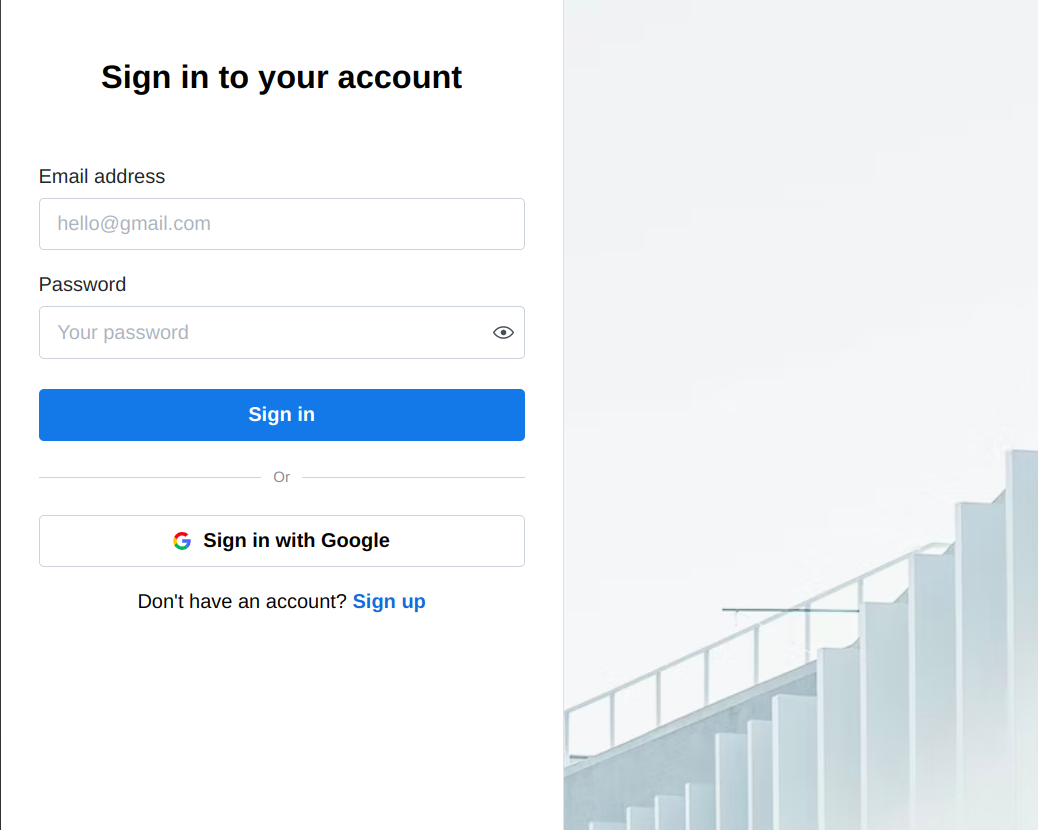 Sign in to your account
Email address
hello@gmail.com
Password
Your password
Sign in
Or
Sign in with Google
Don't have an account? Sign up